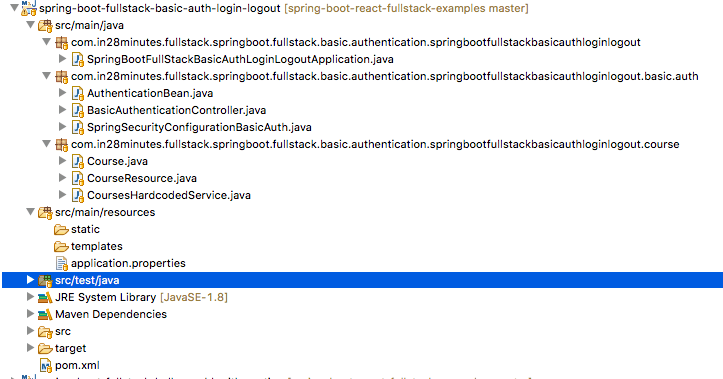 spring-boot-fullstack-basic-auth-login-logout [spring-boot-react-fullstack-examples master]
src/main/java
com.in28minutes.fullstack.springboot.fullstack.basic.authentication.springbootfullstackbasicauthloginlogout
SpringBootFullStackBasicAuthLoginLogoutApplication.java
com.in28minutes.fullstack.springboot.fullstack.basic.authentication.springbootfullstackbasicauthloginlogout.basic.auth
AuthenticationBean.java
BasicAuthenticationController.java
SpringSecurityConfigurationBasicAuth.java
com.in28minutes.fullstack.springboot.fullstack.basic.authentication.springbootfullstackbasicauthloginlogout.course
Course.java
CourseResource.java
CoursesHardcodedService.java
src/main/resources
static
templates
application.properties
src/test/java
JRE System Library [JavaSE-1.8]
Maven Dependencies
src
target
pom.xml